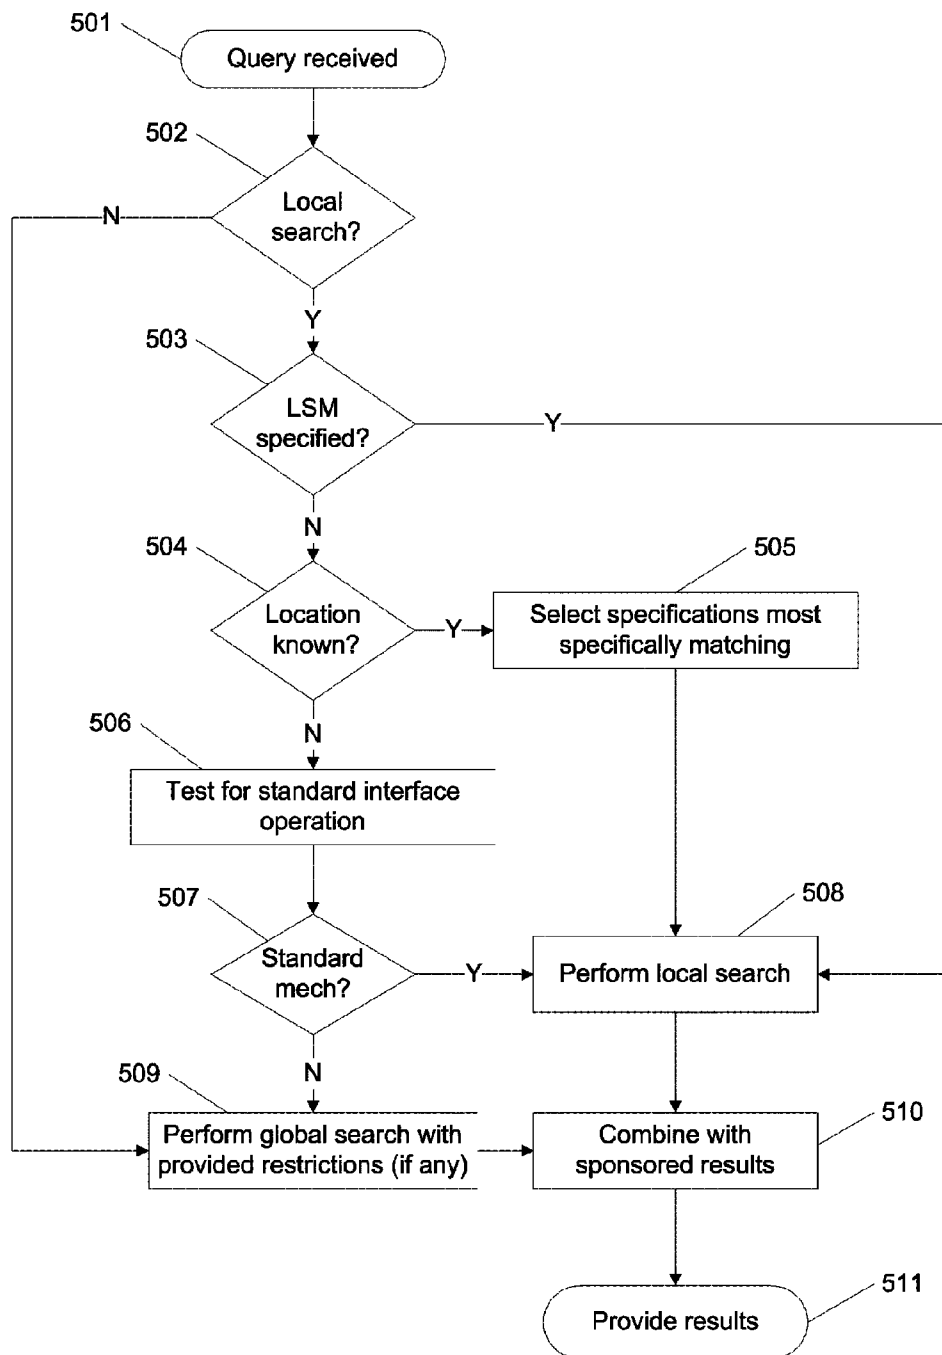 501
Query received
502
Local
search?
N
Y
503
LSM
specified?
Y
N
504
Location
known?
Y
505
Select specifications most
specifically matching
N
506
Test for standard interface
operation
507
Standard
mech?
Y
508
Perform local search
N
509
Perform global search with
provided restrictions (if any)
510
Combine with
sponsored results
511
Provide results